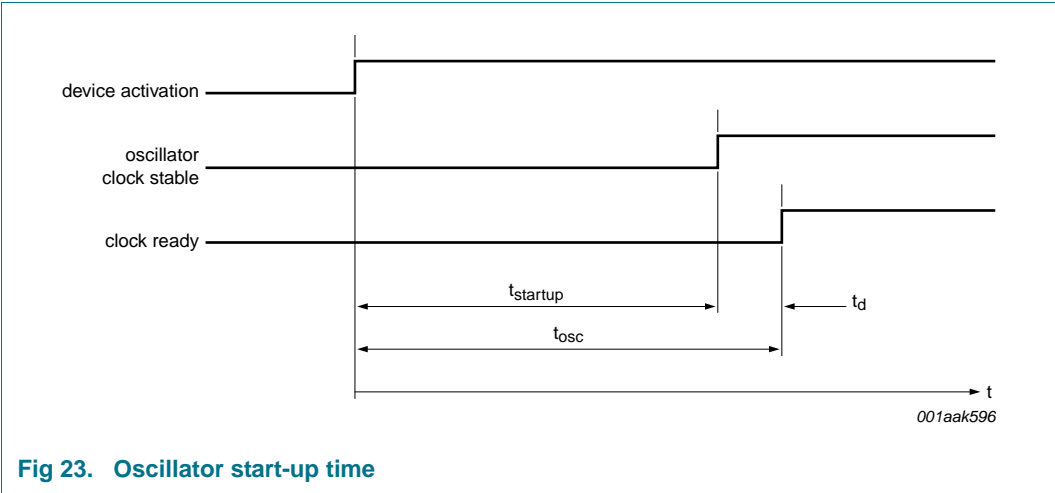 device activation
oscillator
clock stable
clock ready
tstartup
td
tosc
t
001aak596
Fig 23. Oscillator start-up time